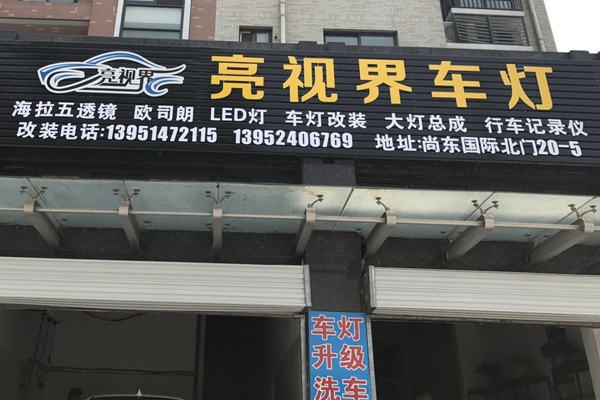 亮视界
亮视界车灯
海拉五透镜 欧司朗 LED灯 车灯改装 大灯总成 行车记录仪
改装电话:13951472115 13952406769 地址:尚东国际北门20-5
车灯
升级
洗车